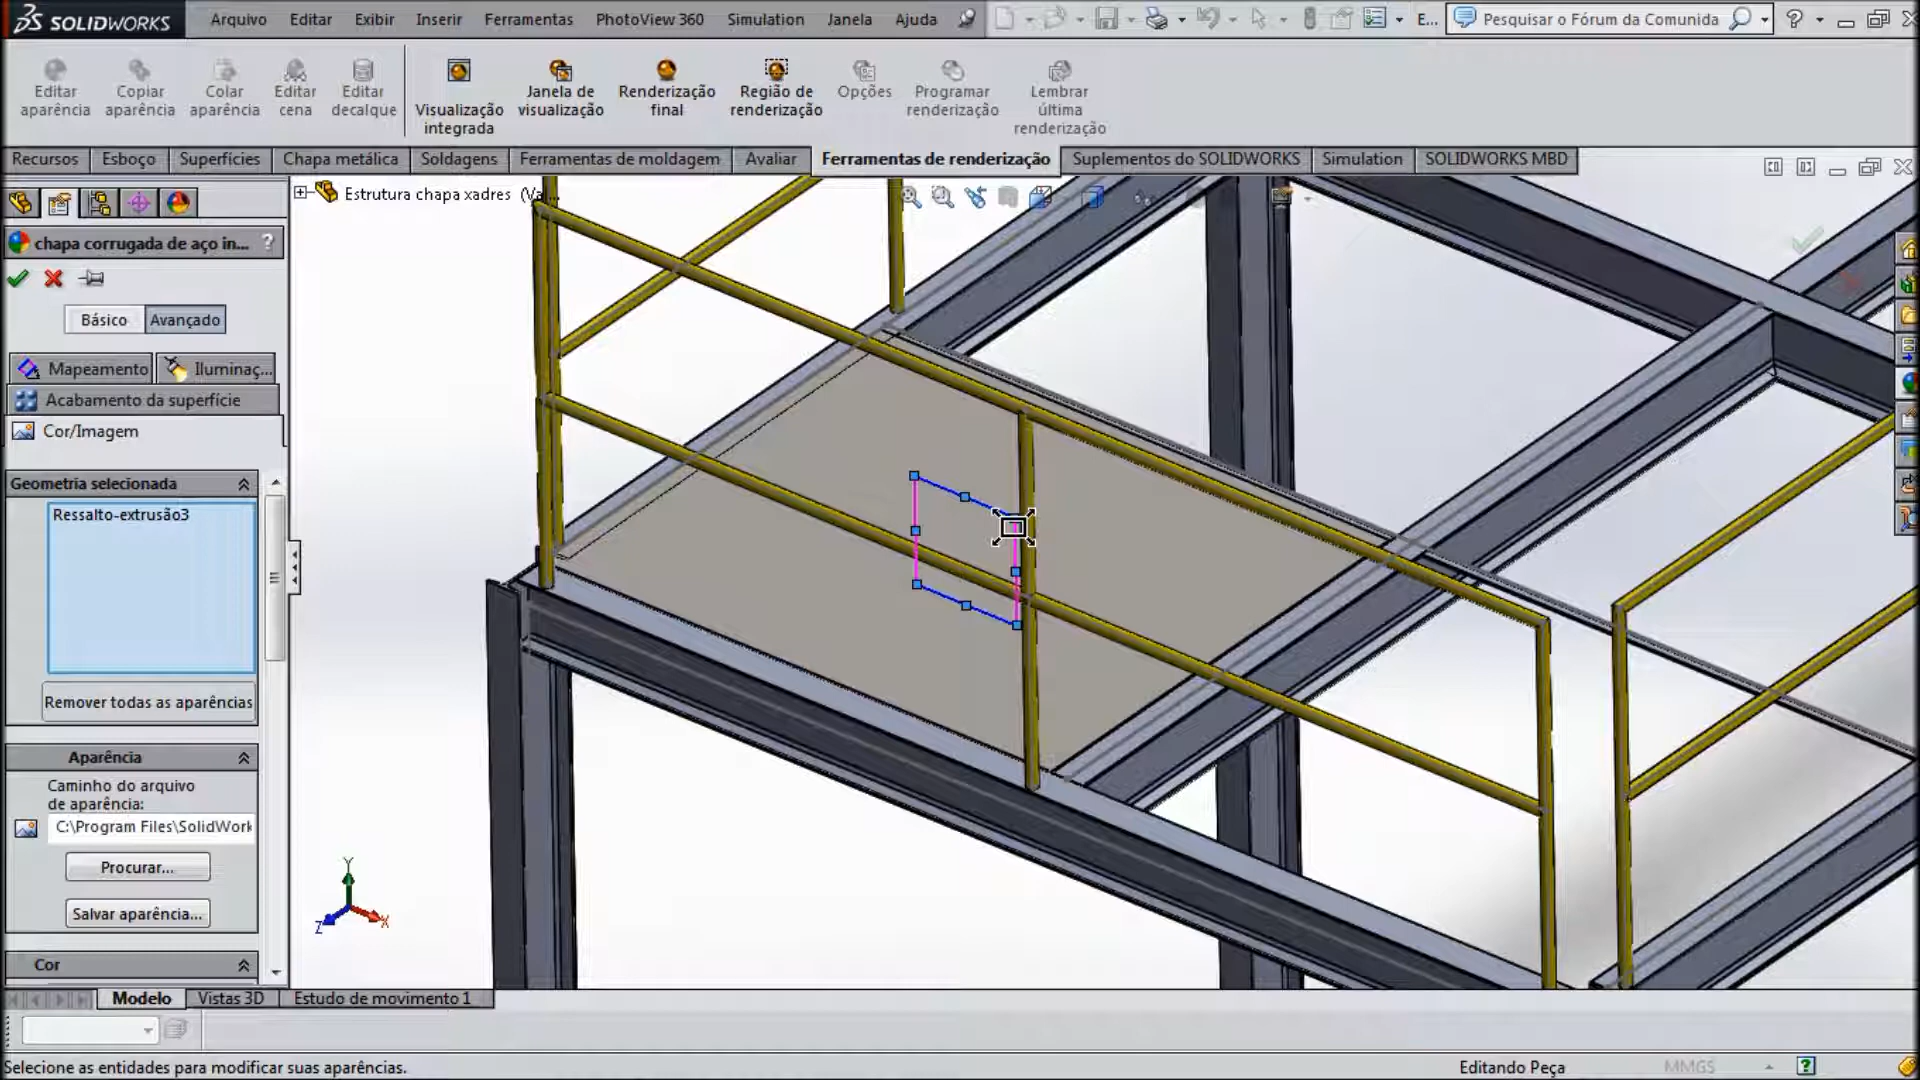 SOLIDWORKS
Arquivo Editar Exibir Inserir Ferramentas PhotoView 360 Simulation Janela Ajuda
E... Pesquisar o Fórum da Comunida
Editar aparência
Copiar aparência
Colar aparência
Editar cena
Editar decalque
Visualização integrada
Janela de visualização
Renderização final
Região de renderização
Opções
Programar renderização
Lembrar última renderização
Recursos Esboço Superfícies Chapa metálica Soldagens Ferramentas de moldagem Avaliar Ferramentas de renderização Suplementos do SOLIDWORKS Simulation SOLIDWORKS MBD
Estrutura chapa xadres (Va...
chapa corrugada de aço in... ?
Básico Avançado
Mapeamento Iluminaç...
Acabamento da superfície
Cor/Imagem
Geometria selecionada
Ressalto-extrusão3
Remover todas as aparências
Aparência
Caminho do arquivo
de aparência:
C:\Program Files\SolidWork
Procurar...
Salvar aparência...
Cor
Y
Z
X
Modelo Vistas 3D Estudo de movimento 1
Selecione as entidades para modificar suas aparências.
Editando Peça MMGS ?